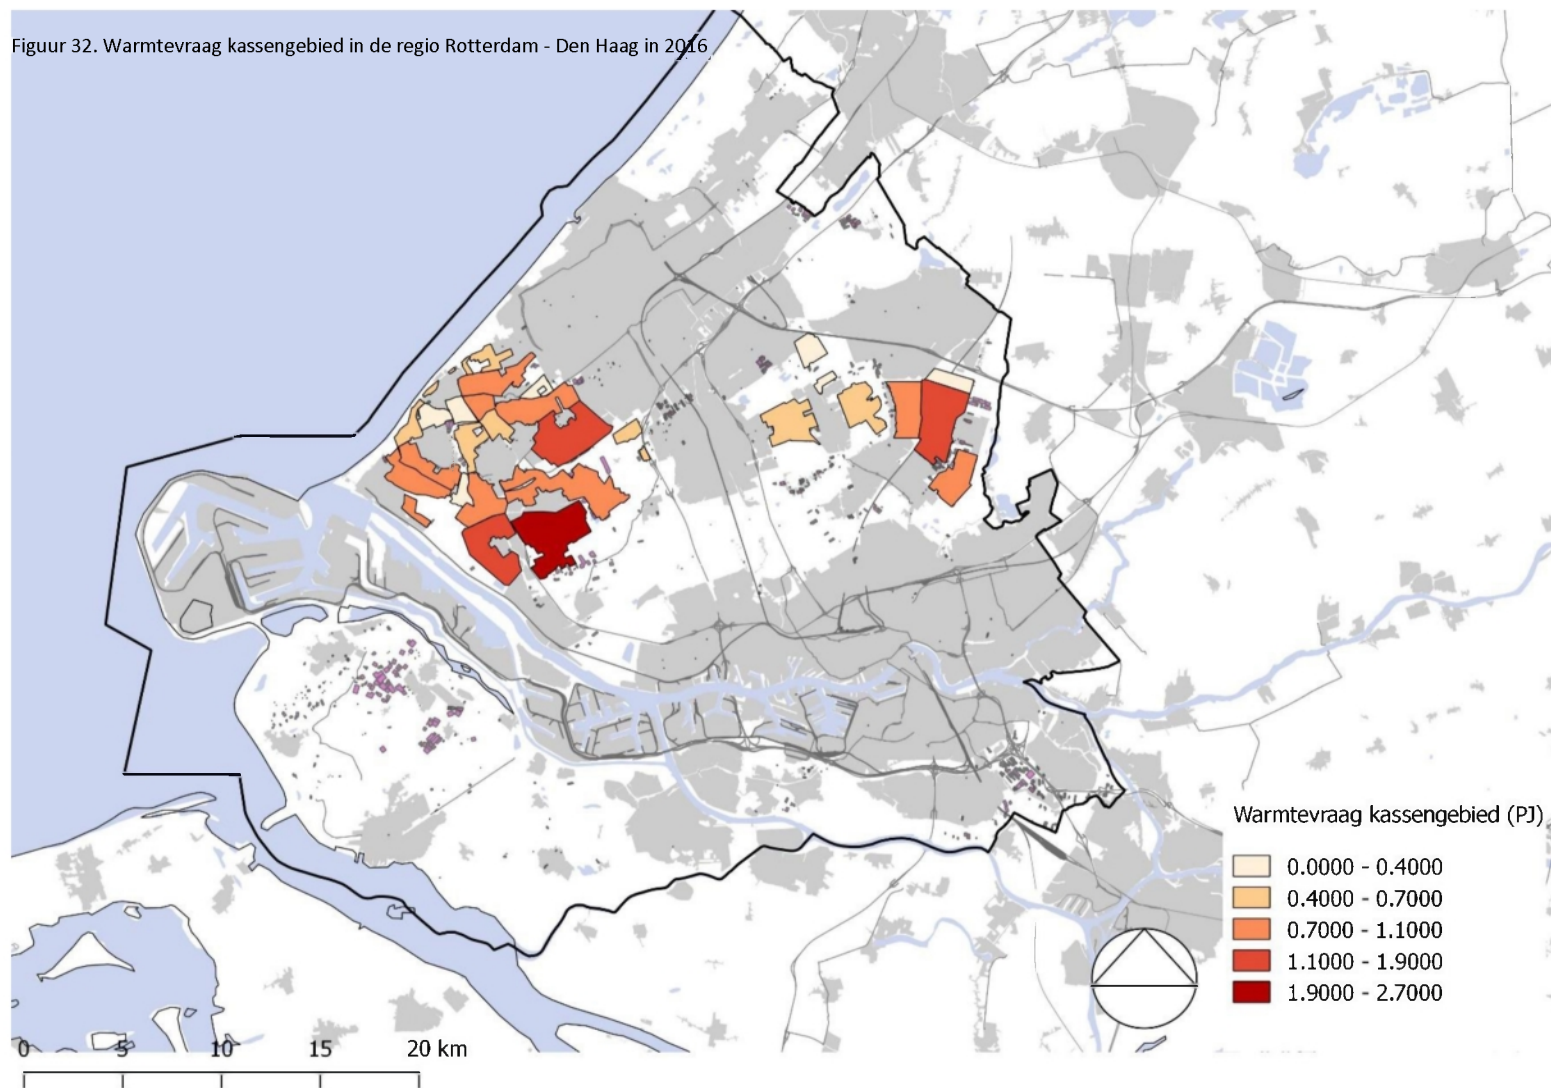 Figuur 32. Warmtevraag kassengebied in de regio Rotterdam - Den Haag in 2016
Warmtevraag kassengebied (PJ)
0.0000 - 0.4000
0.4000 - 0.7000
0.7000 - 1.1000
1.1000 - 1.9000
1.9000 - 2.7000
0 5 10 15 20 km